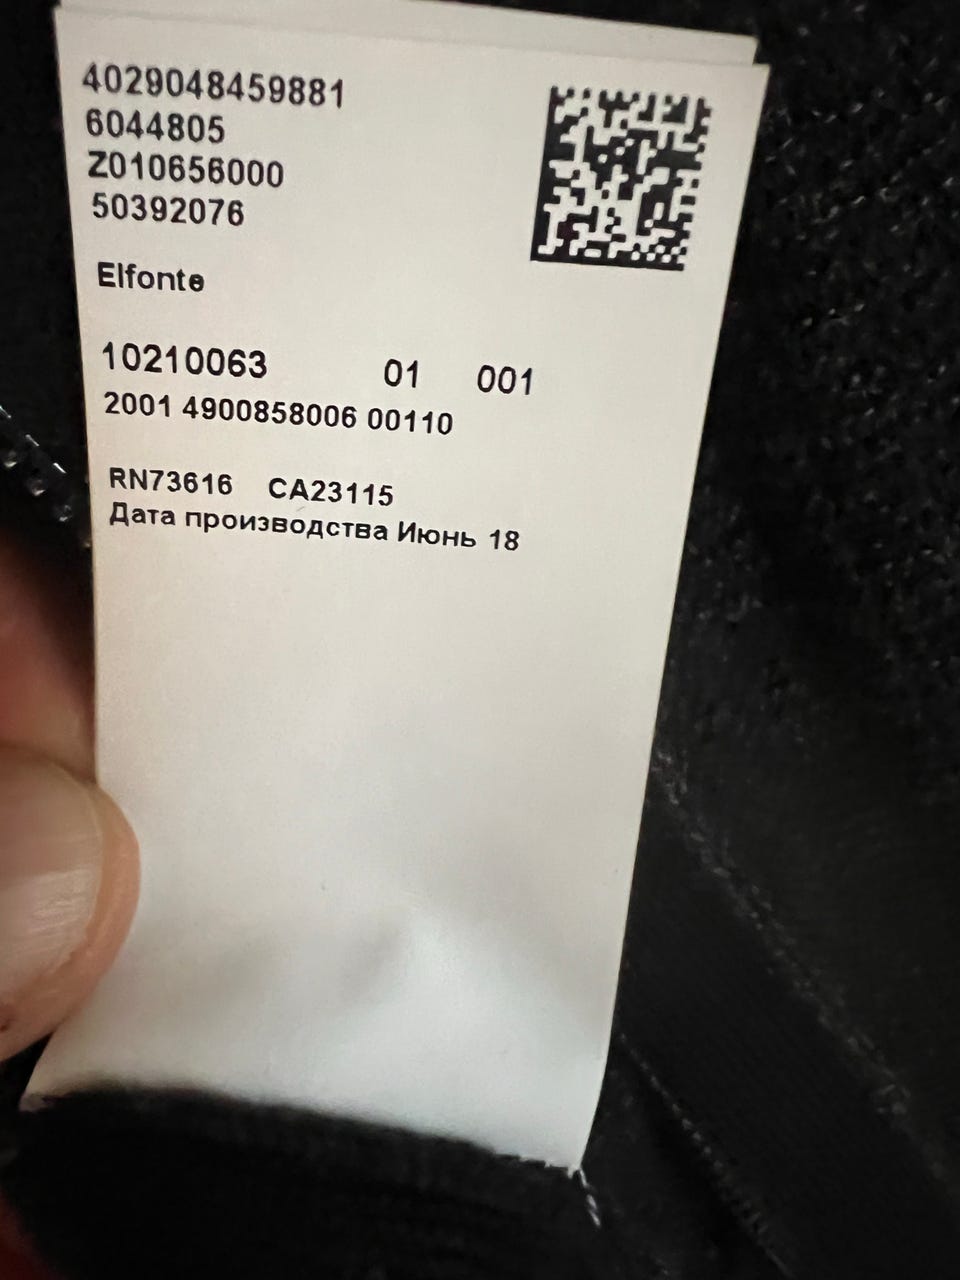 4029048459881
6044805
Z010656000
50392076
Elfonte
10210063 01 001
2001 4900858006 00110
RN73616 CA23115
Дата производства Июнь 18